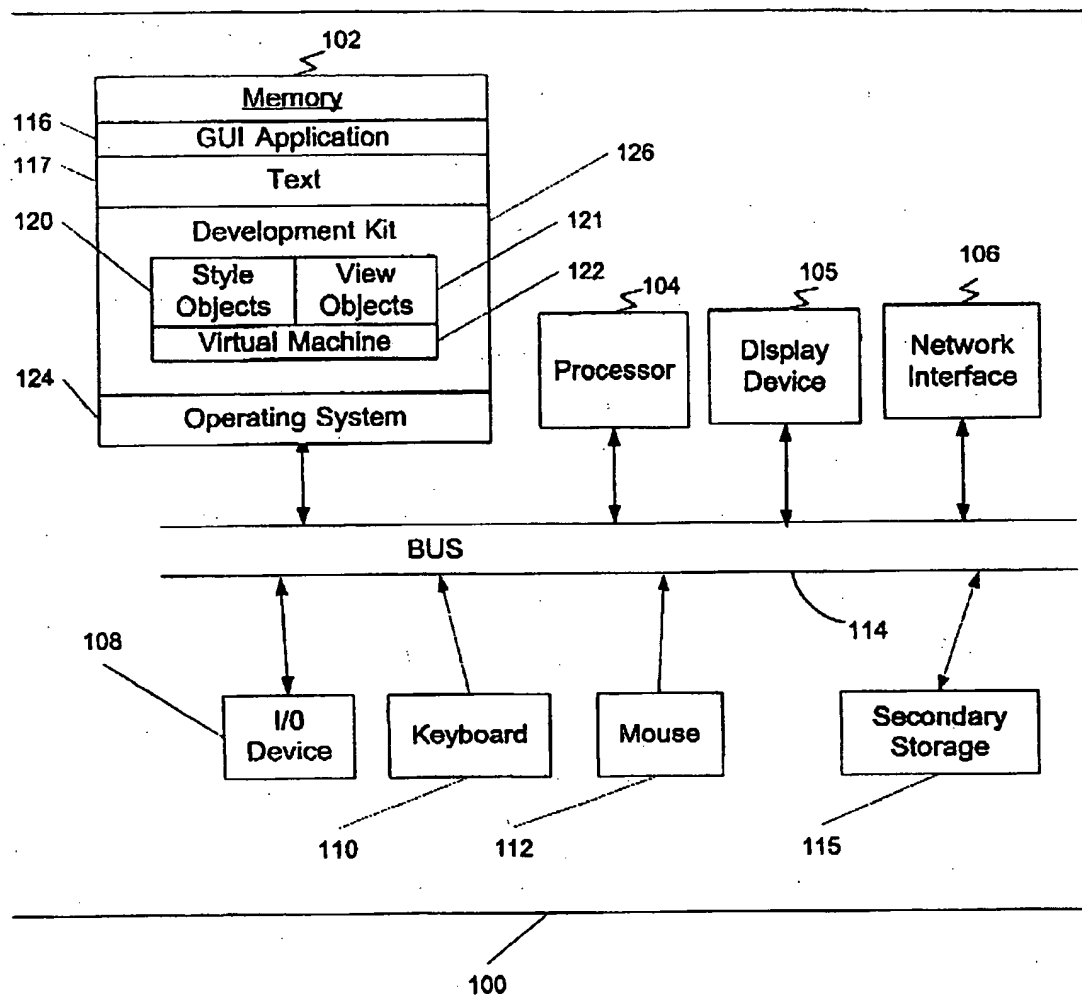 102
Memory
116
GUI Application
117
Text
126
120
Development Kit
121
Style
Objects
View
Objects
122
Virtual Machine
124
Operating System
104
Processor
105
Display
Device
106
Network
Interface
BUS
114
108
I/0
Device
Keyboard
Mouse
Secondary
Storage
110
112
115
100